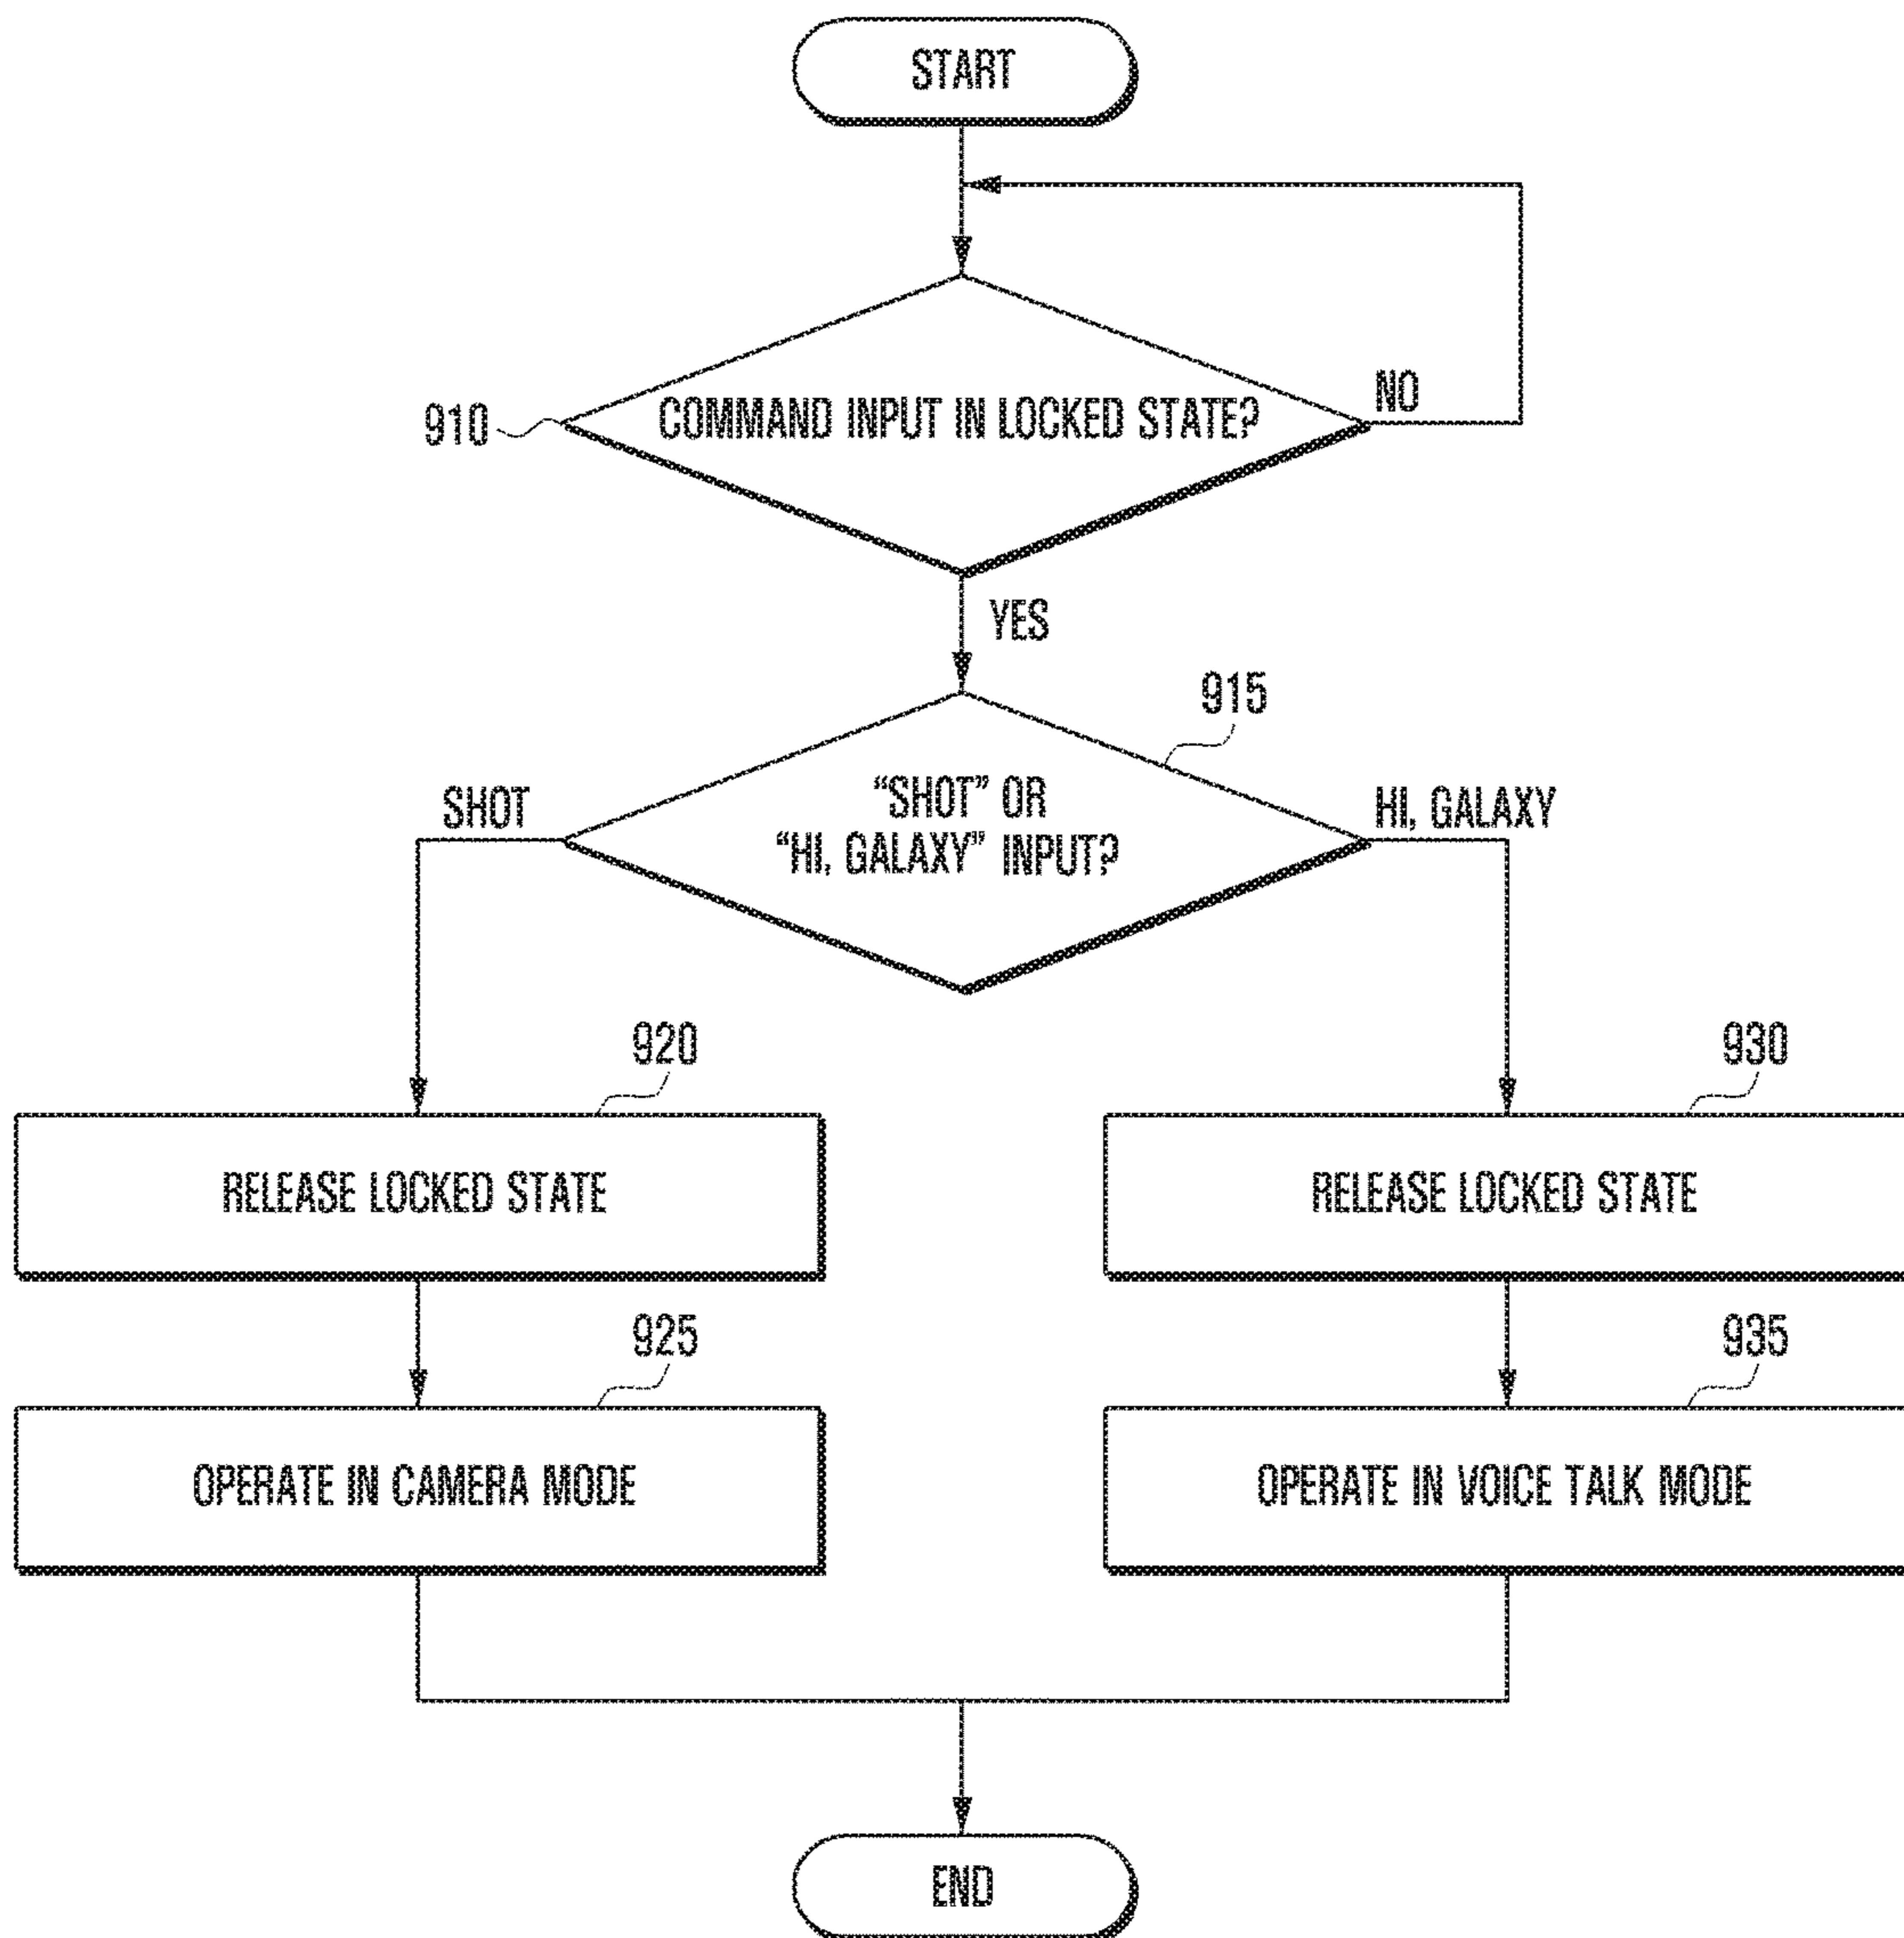 START
NO
910
COMMAND INPUT IN LOCKED STATE?
YES
915
SHOT
“SHOT” OR
“HI, GALAXY” INPUT?
HI, GALAXY
920
930
RELEASE LOCKED STATE
RELEASE LOCKED STATE
925
935
OPERATE IN CAMERA MODE
OPERATE IN VOICE TALK MODE
END